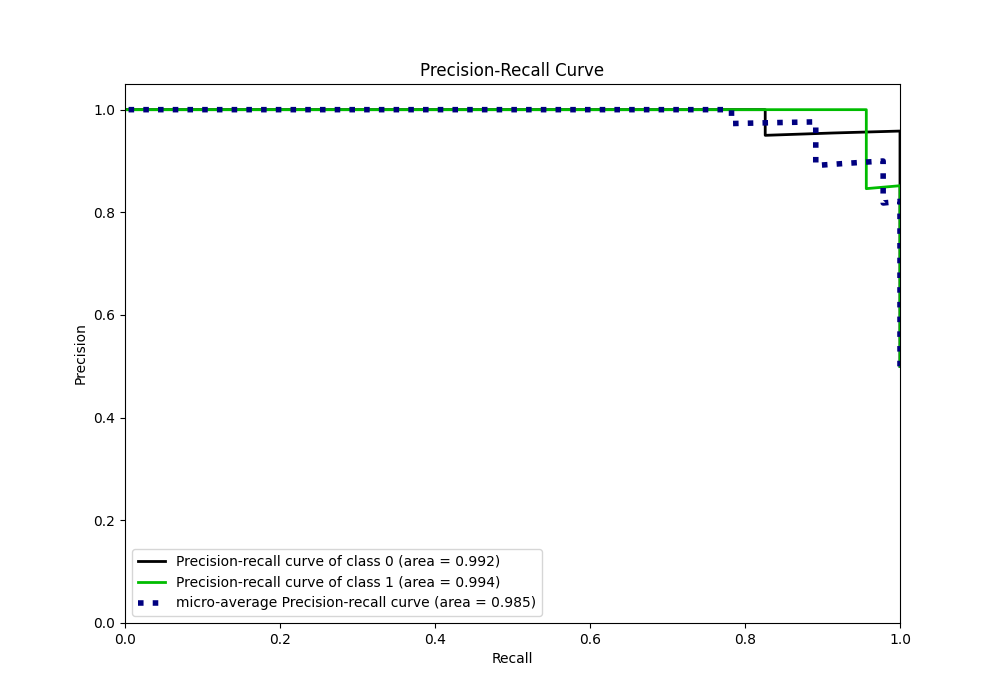 Precision-Recall Curve
1.0
0.8
0.6
0.4
0.2
0.0
Precision
Precision-recall curve of class 0 (area = 0.992)
Precision-recall curve of class 1 (area = 0.994)
micro-average Precision-recall curve (area = 0.985)
0.0 0.2 0.4 0.6 0.8 1.0
Recall